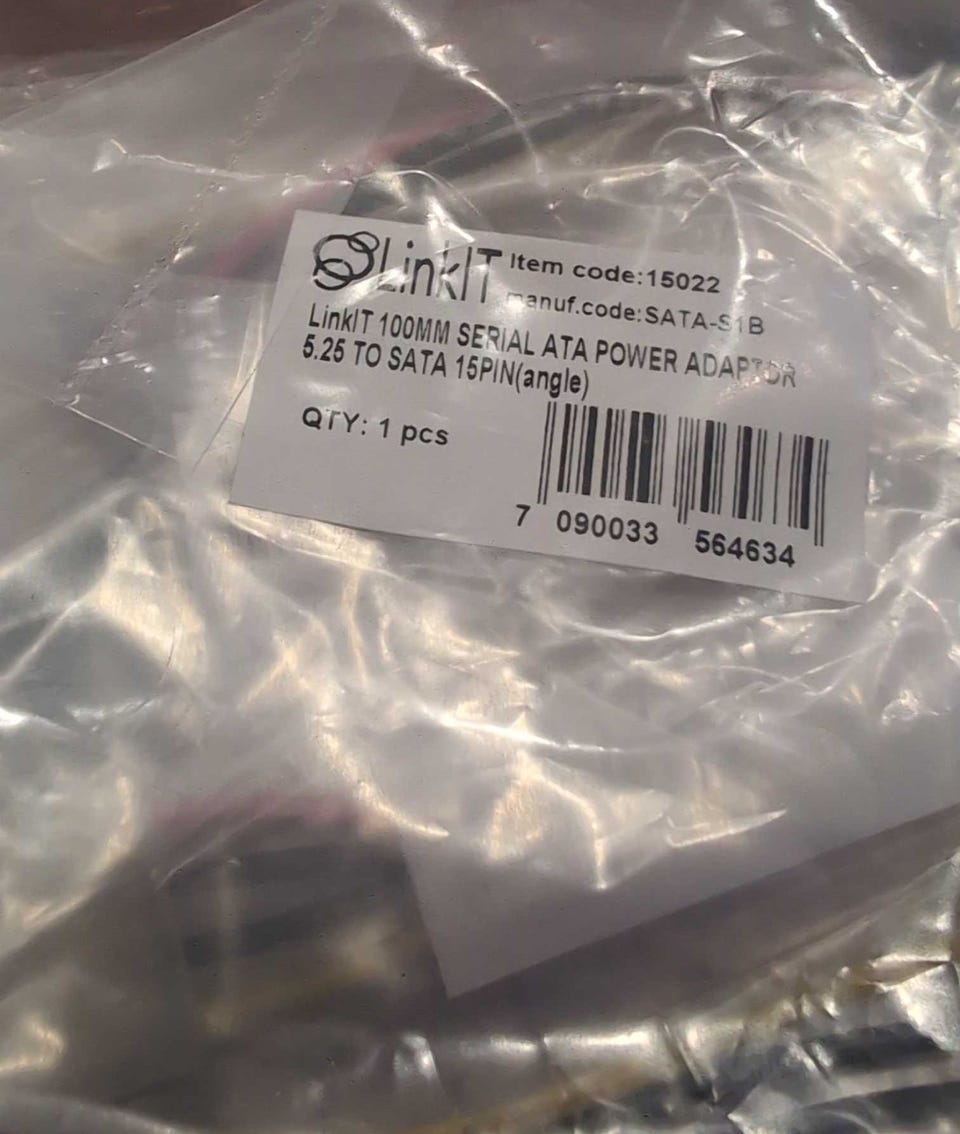 LinkIT Item code:15022
manuf.code:SATA-S1B
LinkIT 100MM SERIAL ATA POWER ADAPTOR
5.25 TO SATA 15PIN(angle)
QTY: 1 pcs
7 090033 564634